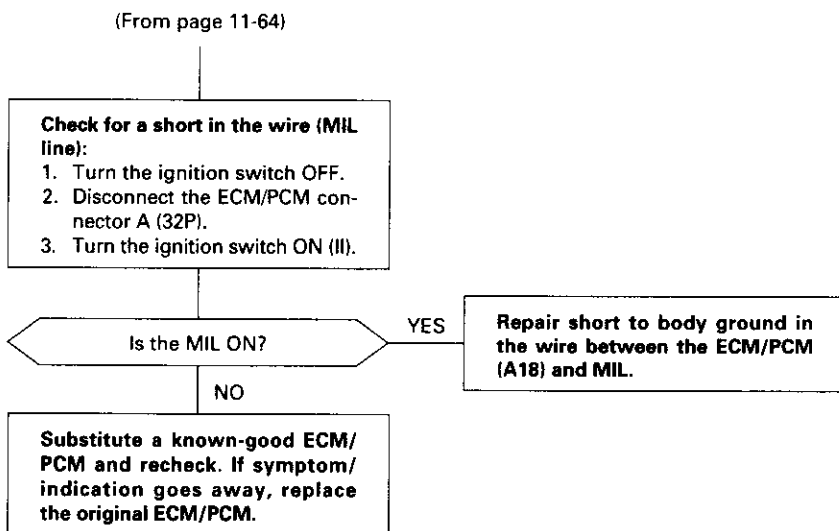 (From page 11-64)
Check for a short in the wire (MIL
line):
1. Turn the ignition switch OFF.
2. Disconnect the ECM/PCM con-
nector A (32P).
3. Turn the ignition switch ON (II).
Is the MIL ON?
YES
Repair short to body ground in
the wire between the ECM/PCM
(A18) and MIL.
NO
Substitute a known-good ECM/
PCM and recheck. If symptom/
indication goes away, replace
the original ECM/PCM.